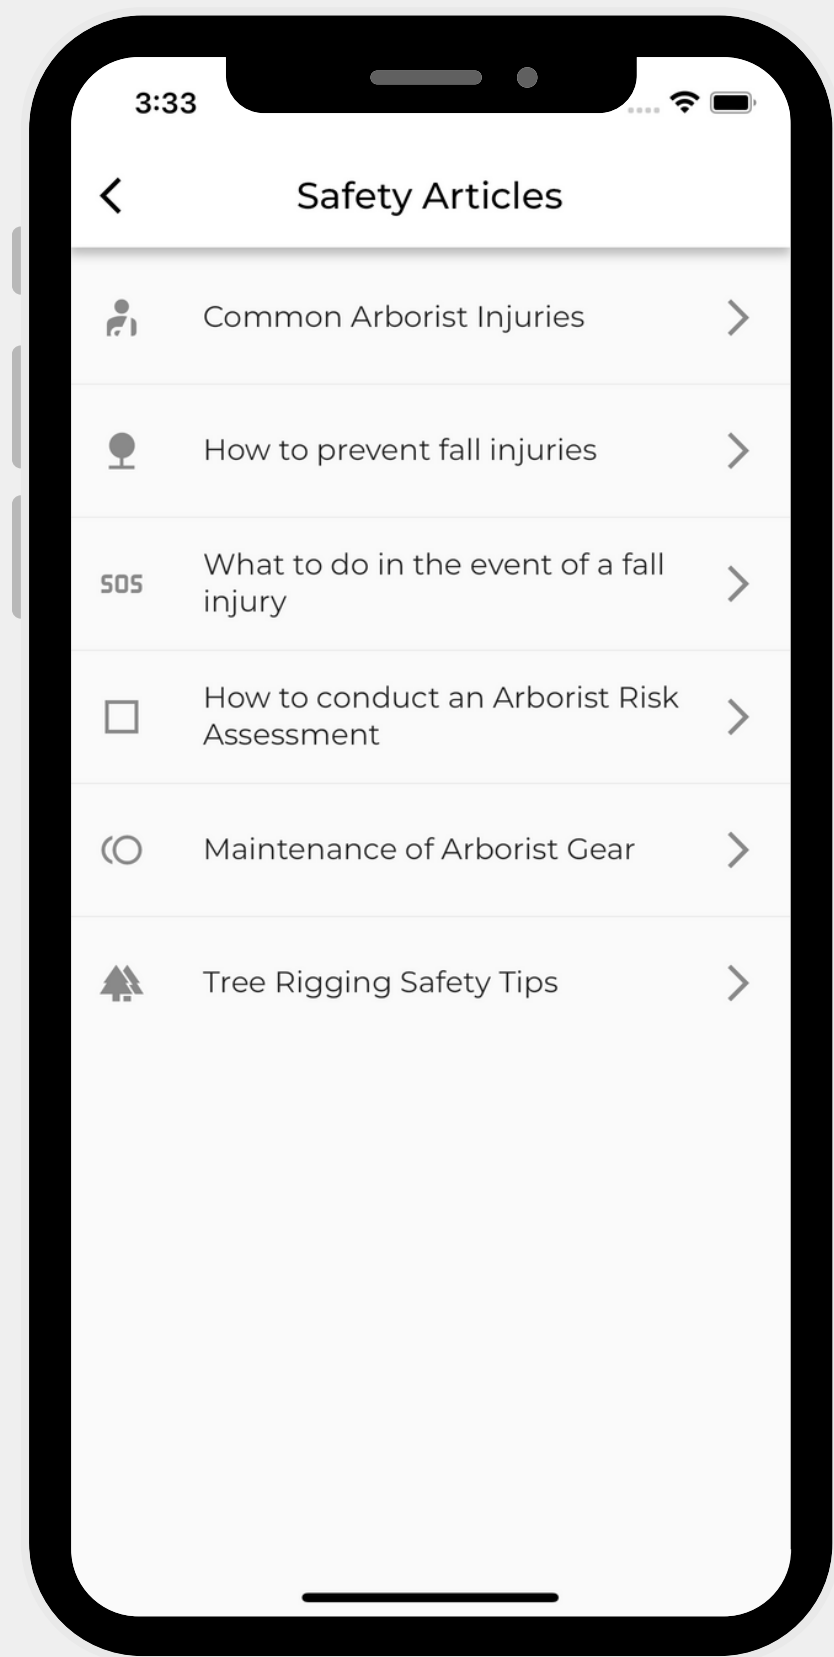 3:33
Safety Articles
Common Arborist Injuries
How to prevent fall injuries
SOS
What to do in the event of a fall
injury
How to conduct an Arborist Risk
Assessment
Maintenance of Arborist Gear
Tree Rigging Safety Tips